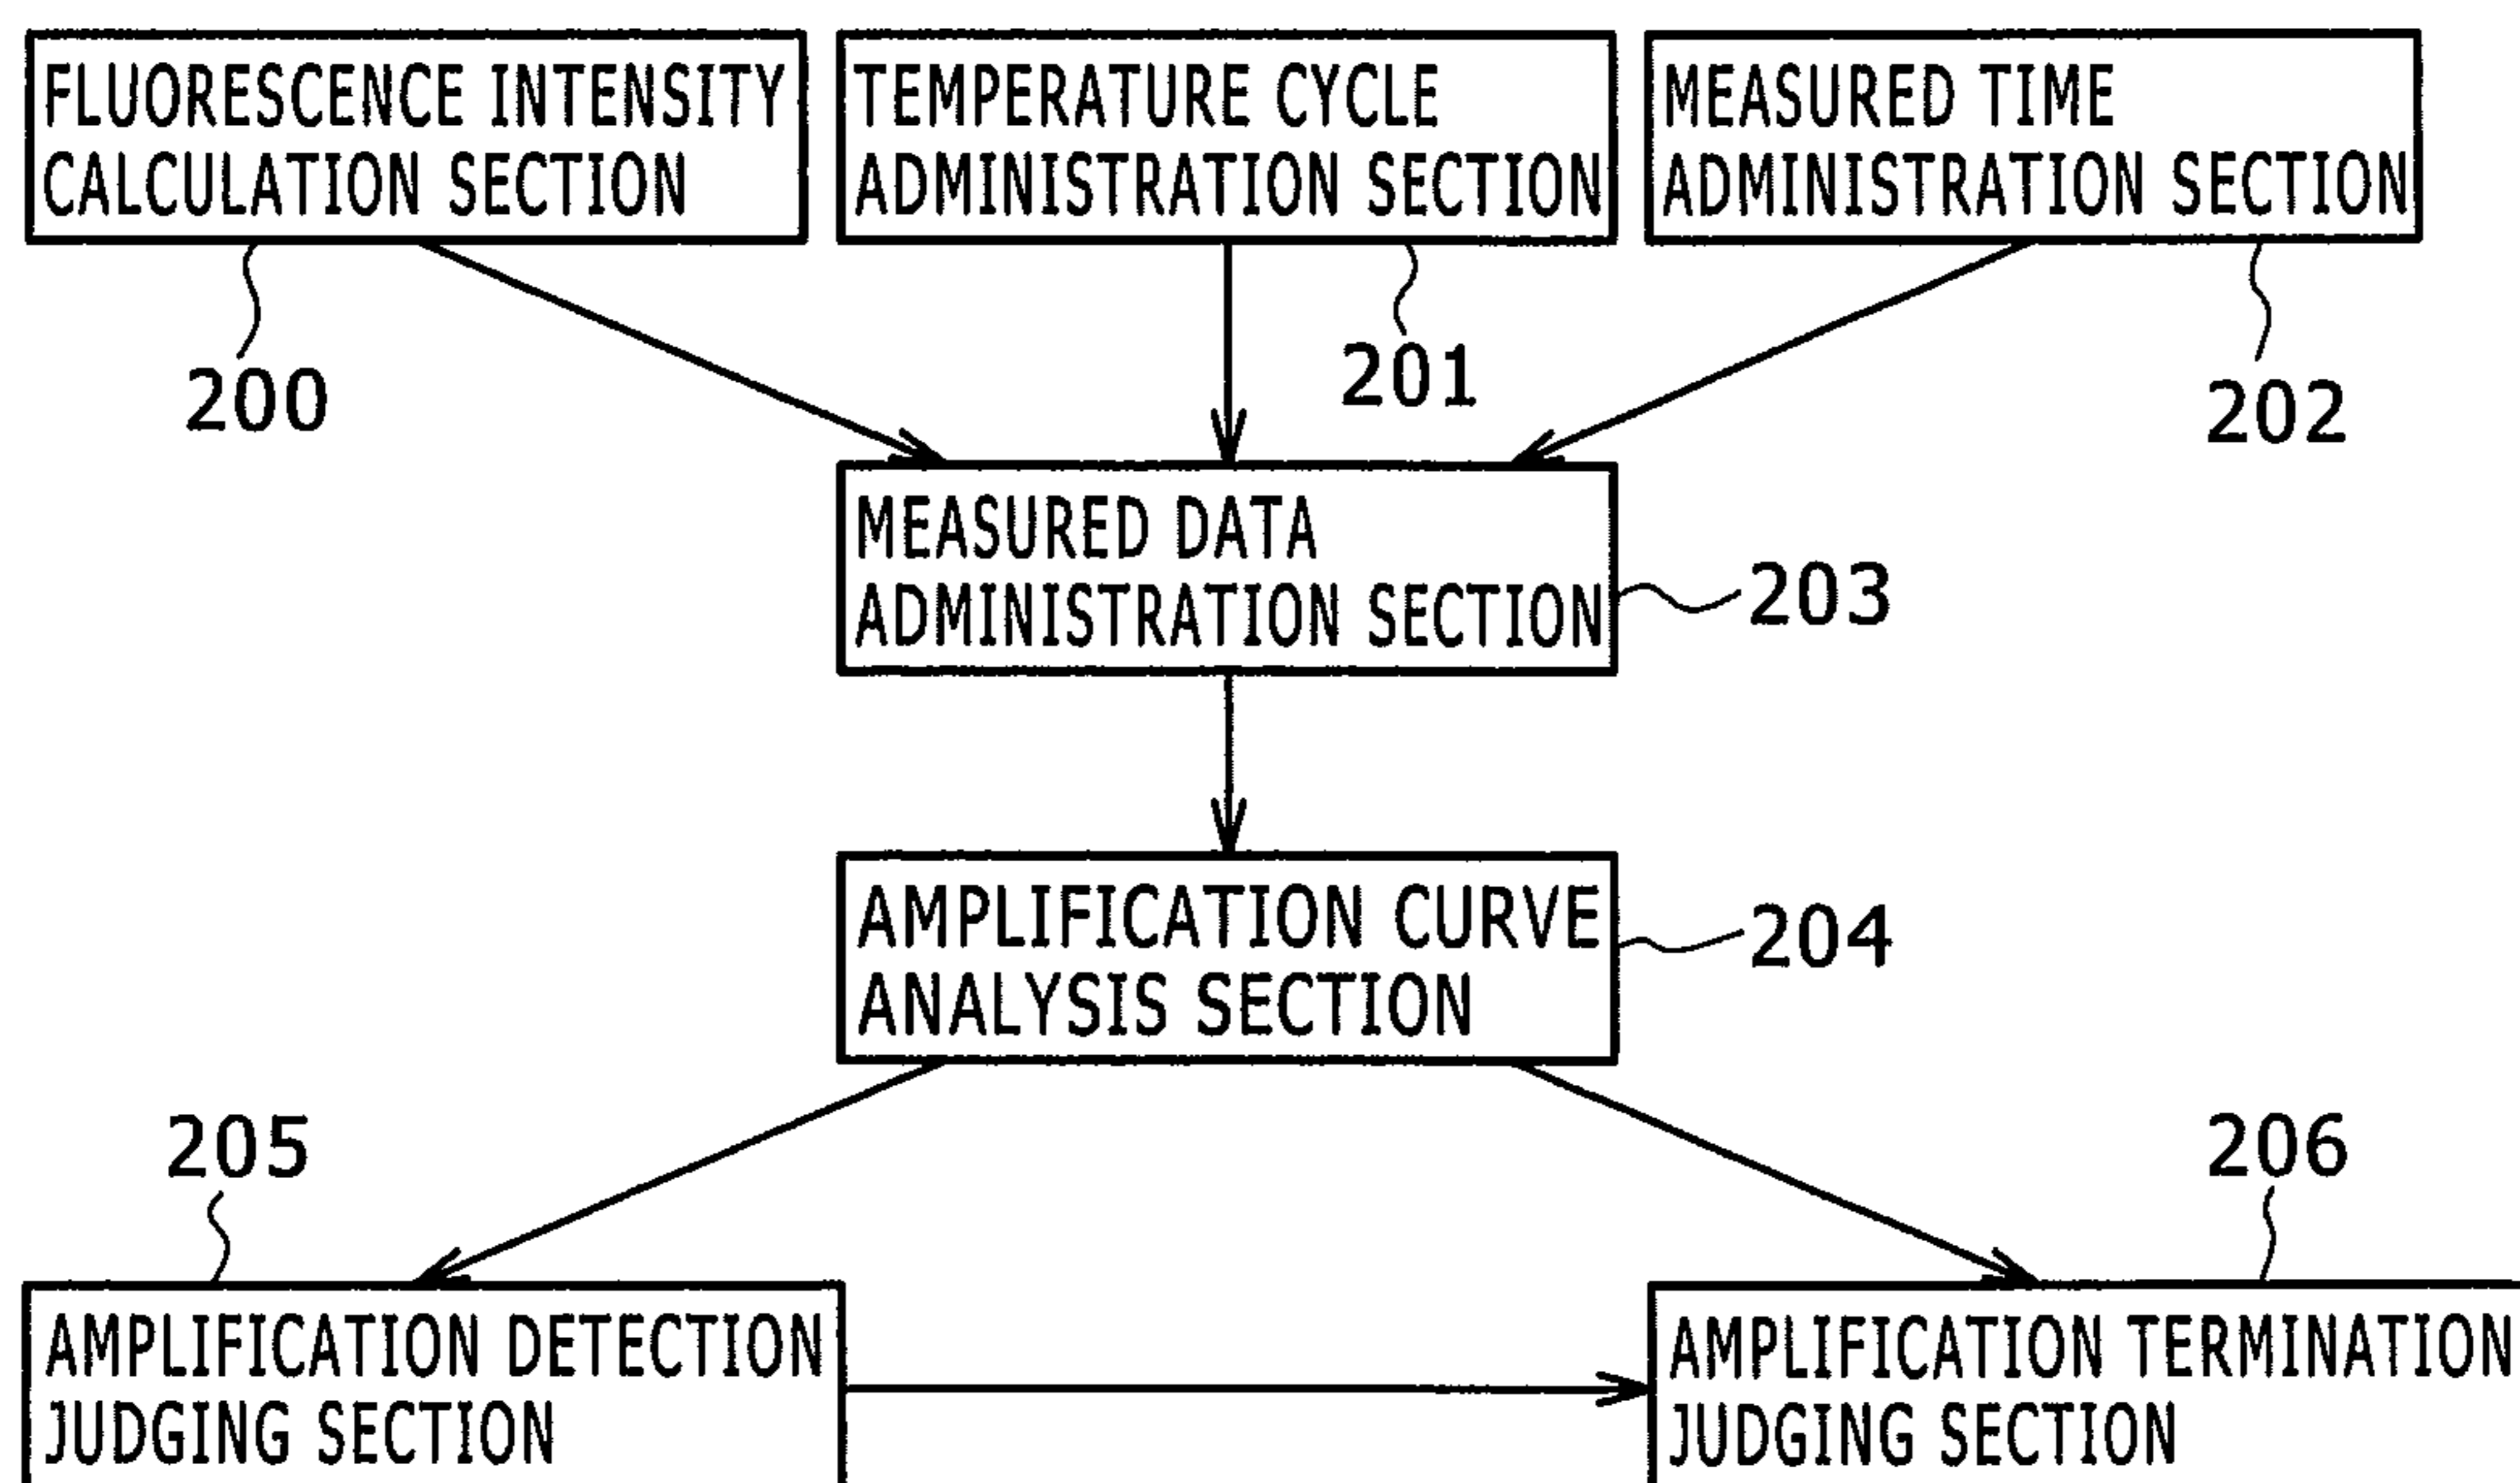 FLUORESCENCE INTENSITY
CALCULATION SECTION
TEMPERATURE CYCLE
ADMINISTRATION SECTION
MEASURED TIME
ADMINISTRATION SECTION
200
201
202
MEASURED DATA
ADMINISTRATION SECTION
203
AMPLIFICATION CURVE
ANALYSIS SECTION
204
205
206
AMPLIFICATION DETECTION
JUDGING SECTION
AMPLIFICATION TERMINATION
JUDGING SECTION